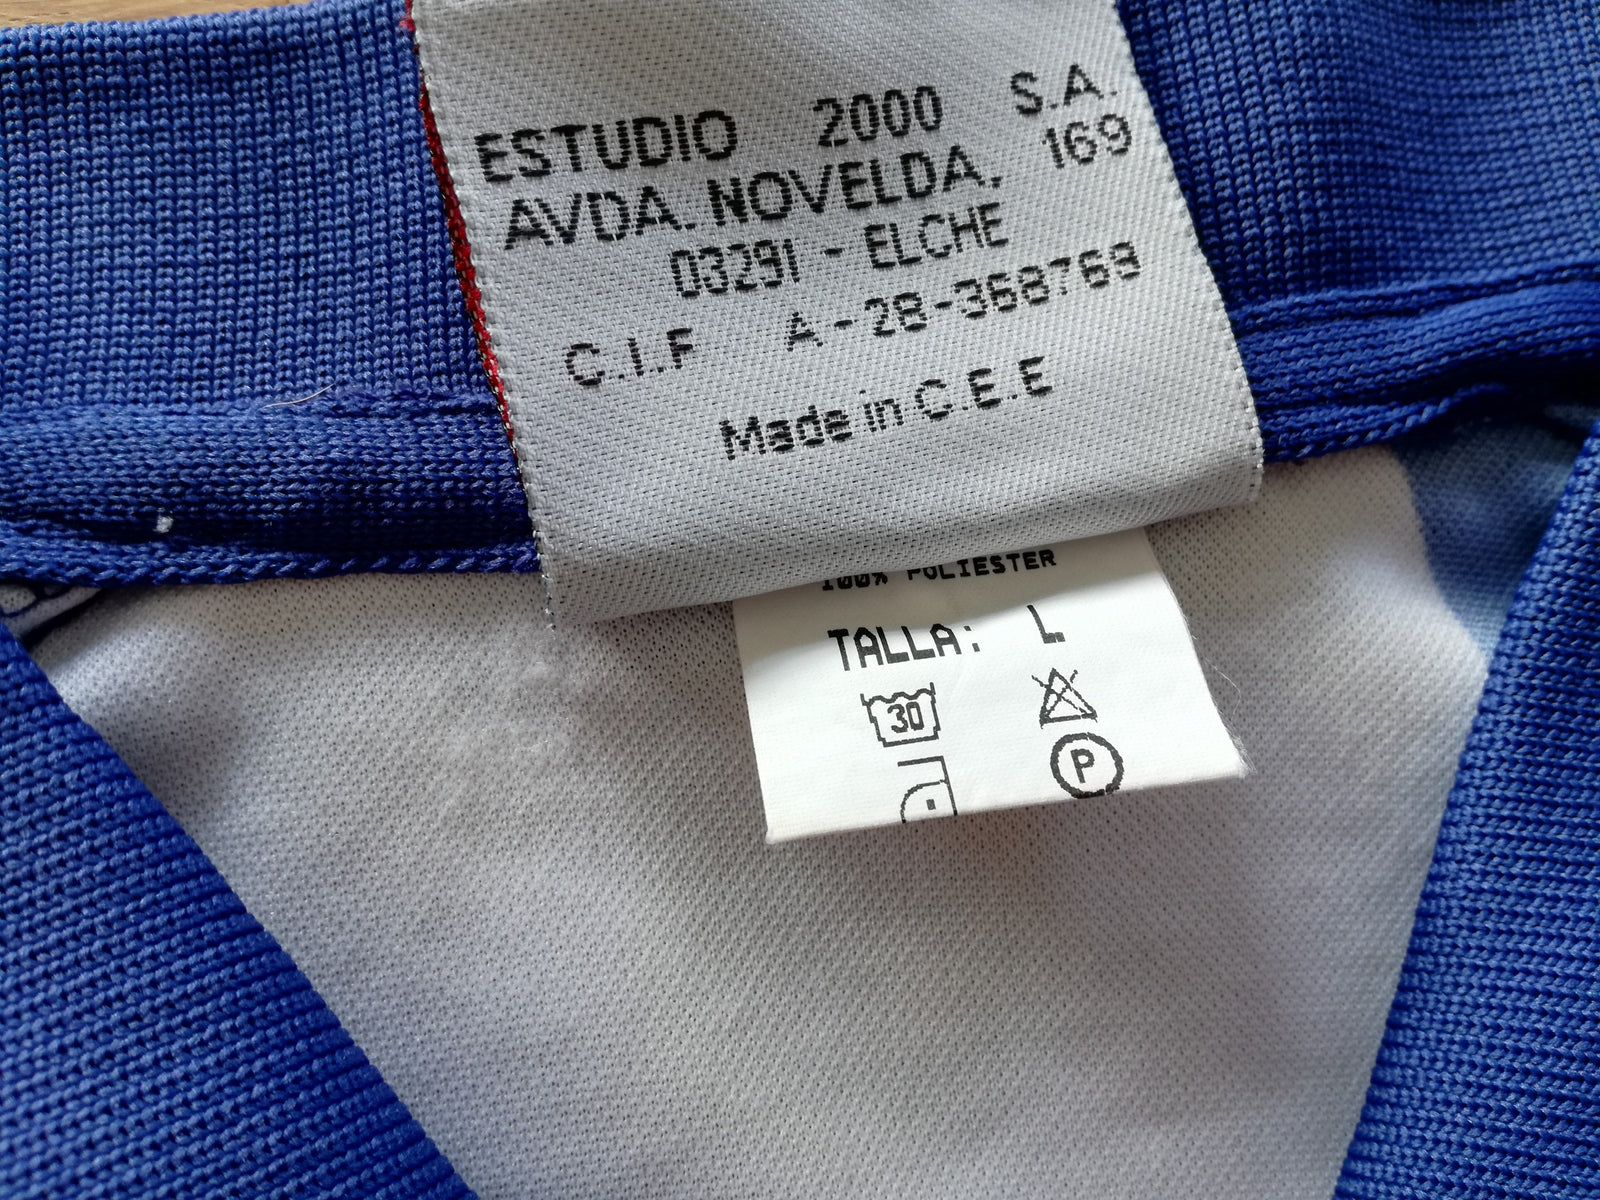 ESTUDIO 2000 S.A.
AVDA. NOVELDA, 169
03291 - ELCHE
C.I.F A-28-368769
Made in C.E.E
100% POLIESTER
TALLA: L
30
P